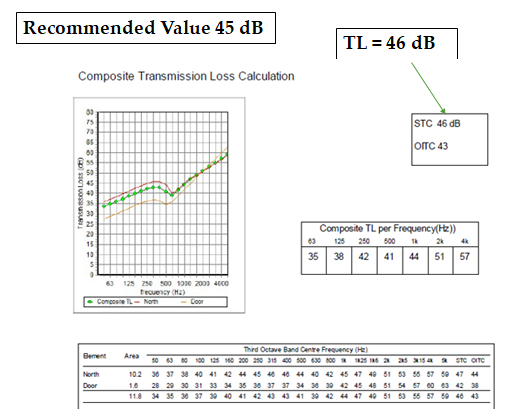 Recommended Value 45 dB
TL = 46 dB
Composite Transmission Loss Calculation
STC 46 dB
OITC 43
80
75
70
65
60
55
50
45
40
35
30
25
20
15
10
5
0
Transmission Loss (dB)
63 125 250 500 1000 2000 4000
frequency (Hz)
Composite TL North Door
Composite TL per Frequency(Hz))
63 125 250 500 1k 2k 4k
35 38 42 41 44 51 57
Third Octave Band Centre Frequency (Hz)
Element Area 50 63 80 100 125 160 200 250 315 400 500 630 800 1k 1k25 1k6 2k 2k5 3k15 4k 5k STC OITC
North 10.2 36 37 38 40 41 42 44 45 46 46 44 40 42 45 47 49 51 53 55 57 59 47 44
Door 1.6 28 29 30 31 33 34 35 36 37 37 34 36 39 42 45 48 51 54 57 60 63 42 38
11.8 34 35 36 37 39 40 41 42 43 43 41 39 42 44 47 49 51 53 55 57 59 46 43